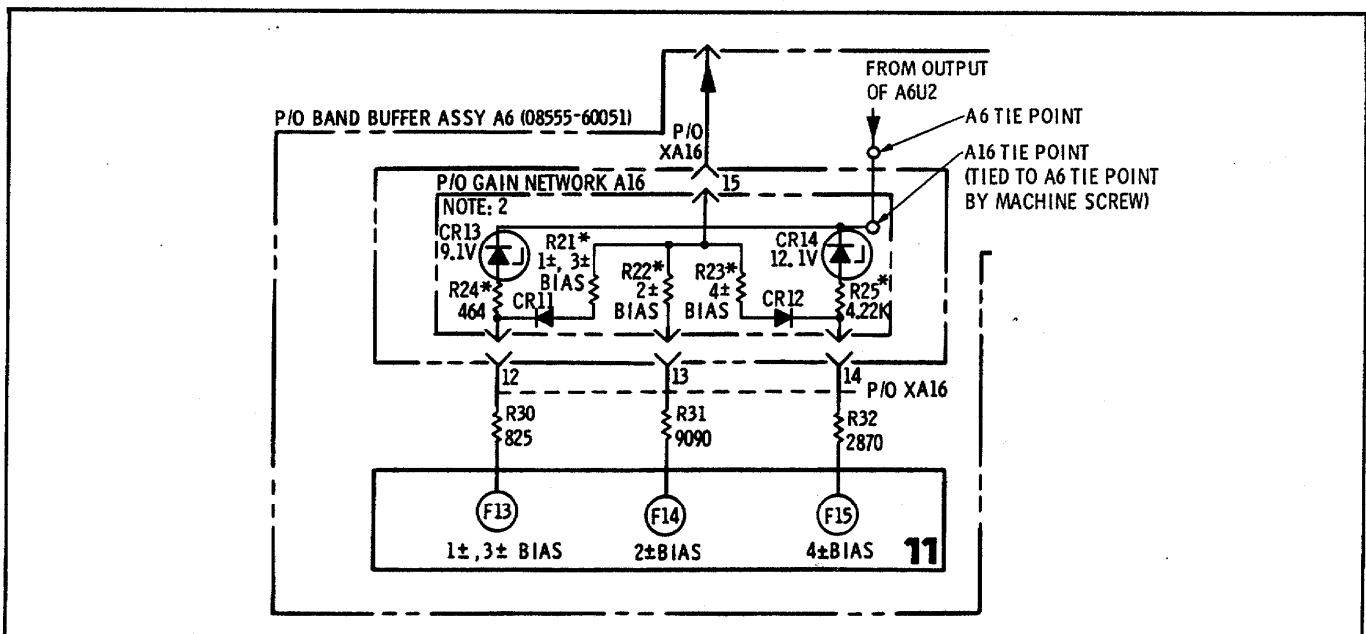 FROM OUTPUT
OF A6U2
P/O BAND BUFFER ASSY A6 (08555-60051)
A6 TIE POINT
P/O
XA16
A16 TIE POINT
(TIED TO A6 TIE POINT
BY MACHINE SCREW)
P/O GAIN NETWORK A16
15
NOTE: 2
CR13
9.1V
R21*
1±, 3±
BIAS
R22*
2±
BIAS
R23*
4±
BIAS
CR14
12.1V
R24*
464
CR11
CR12
R25*
4.22K
12
13
14
P/O XA16
R30
825
R31
9090
R32
2870
F13
F14
F15
1±,3± BIAS
2±BIAS
4±BIAS
11